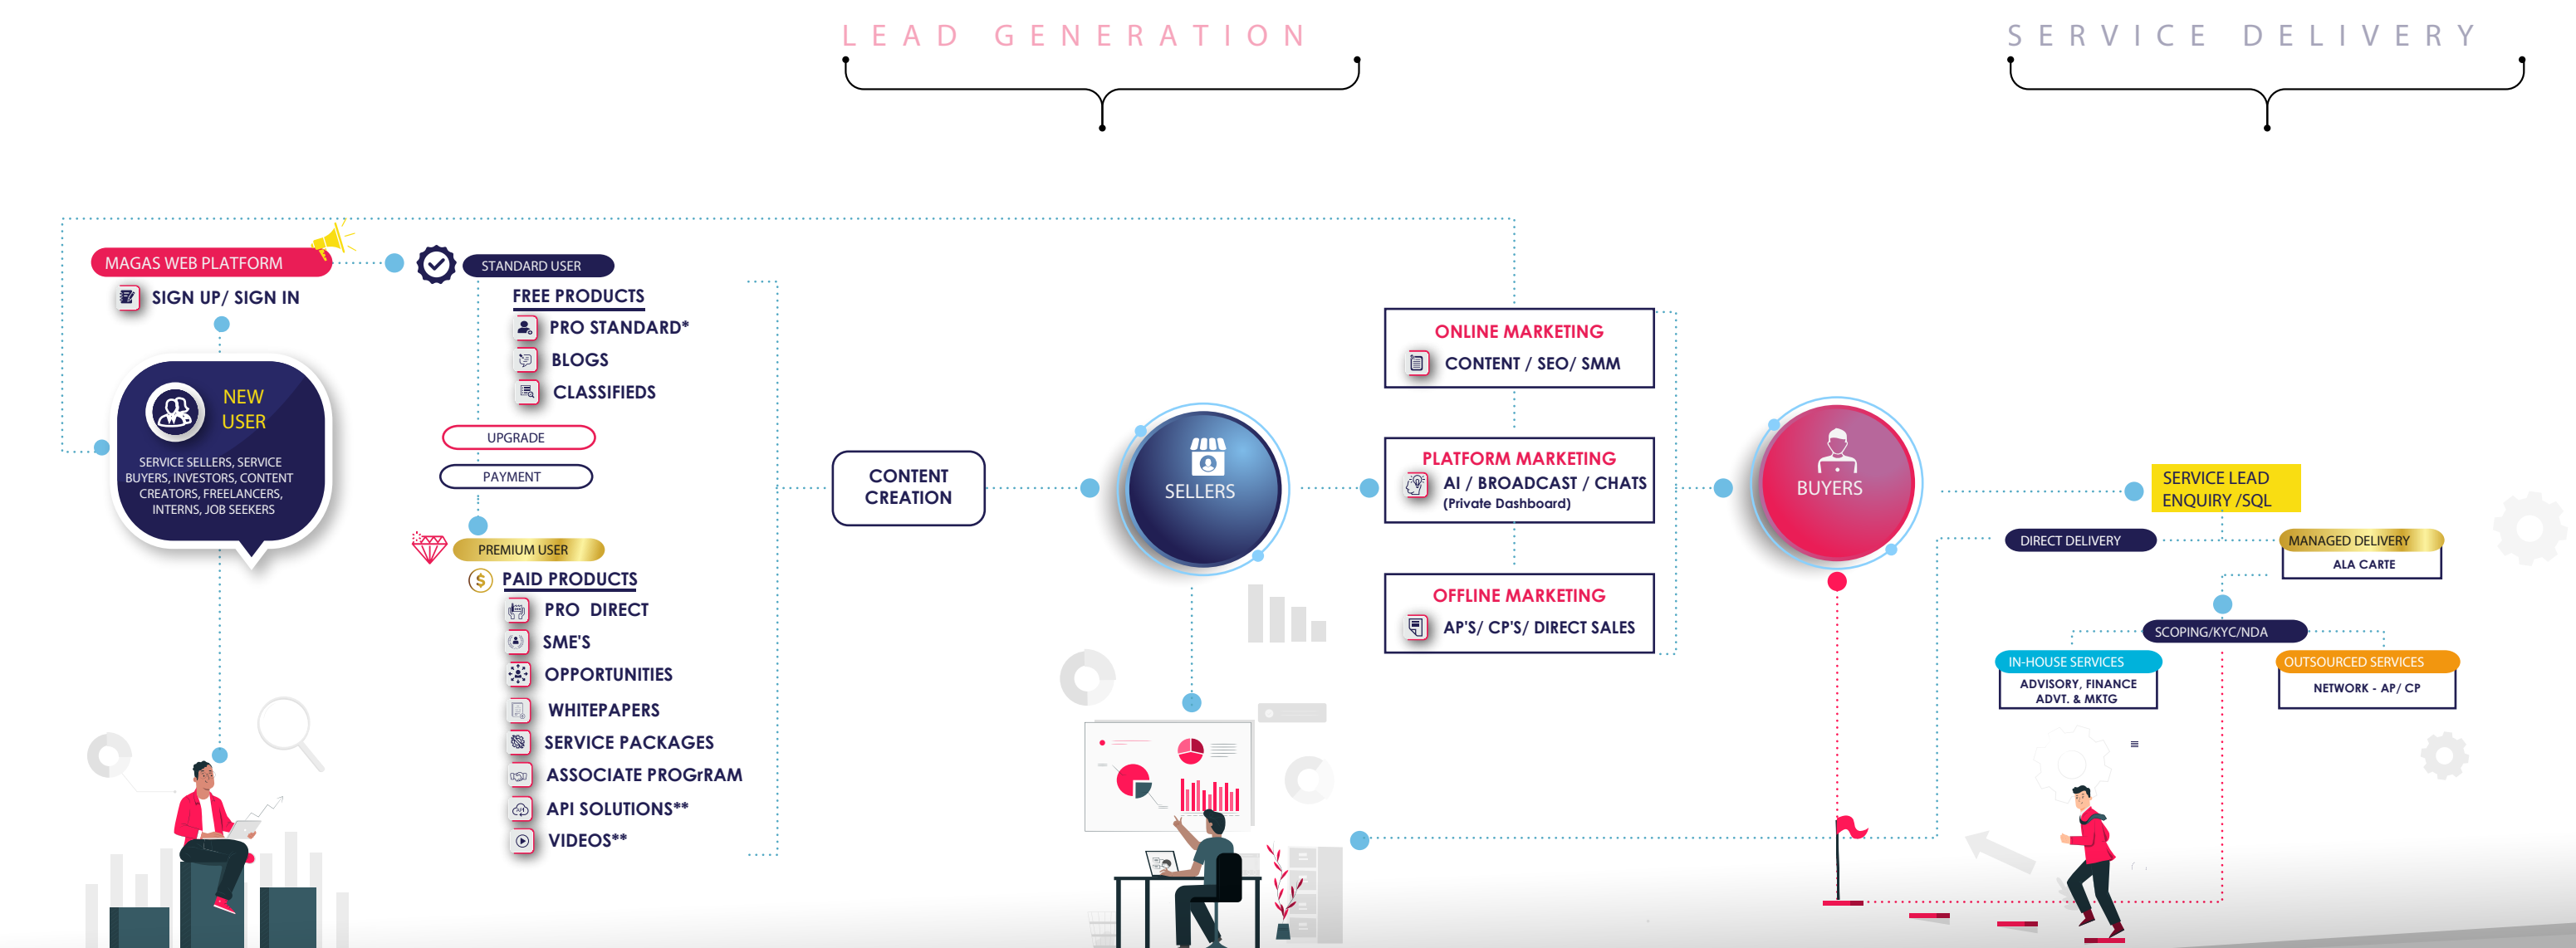 LEAD GENERATION
SERVICE DELIVERY
MAGAS WEB PLATFORM
SIGN UP/ SIGN IN
NEW
USER
SERVICE SELLERS, SERVICE
BUYERS, INVESTORS, CONTENT
CREATORS, FREELANCERS,
INTERNS, JOB SEEKERS
STANDARD USER
FREE PRODUCTS
PRO STANDARD*
BLOGS
CLASSIFIEDS
UPGRADE
PAYMENT
PREMIUM USER
$ PAID PRODUCTS
PRO DIRECT
SME'S
OPPORTUNITIES
WHITEPAPERS
SERVICE PACKAGES
ASSOCIATE PROGrRAM
API SOLUTIONS**
VIDEOS**
CONTENT
CREATION
SELLERS
ONLINE MARKETING
CONTENT / SEO/ SMM
PLATFORM MARKETING
AI / BROADCAST / CHATS
(Private Dashboard)
OFFLINE MARKETING
AP'S/ CP'S/ DIRECT SALES
BUYERS
SERVICE LEAD
ENQUIRY /SQL
DIRECT DELIVERY
MANAGED DELIVERY
ALA CARTE
SCOPING/KYC/NDA
IN-HOUSE SERVICES
ADVISORY, FINANCE
ADVT. & MKTG
OUTSOURCED SERVICES
NETWORK - AP/ CP